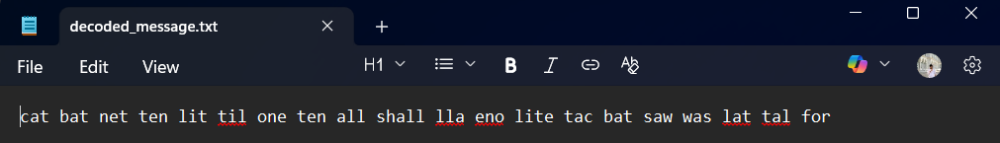 decoded_message.txt
File Edit View H1 B I
cat bat net ten lit til one ten all shall lla eno lite tac bat saw was lat tal for